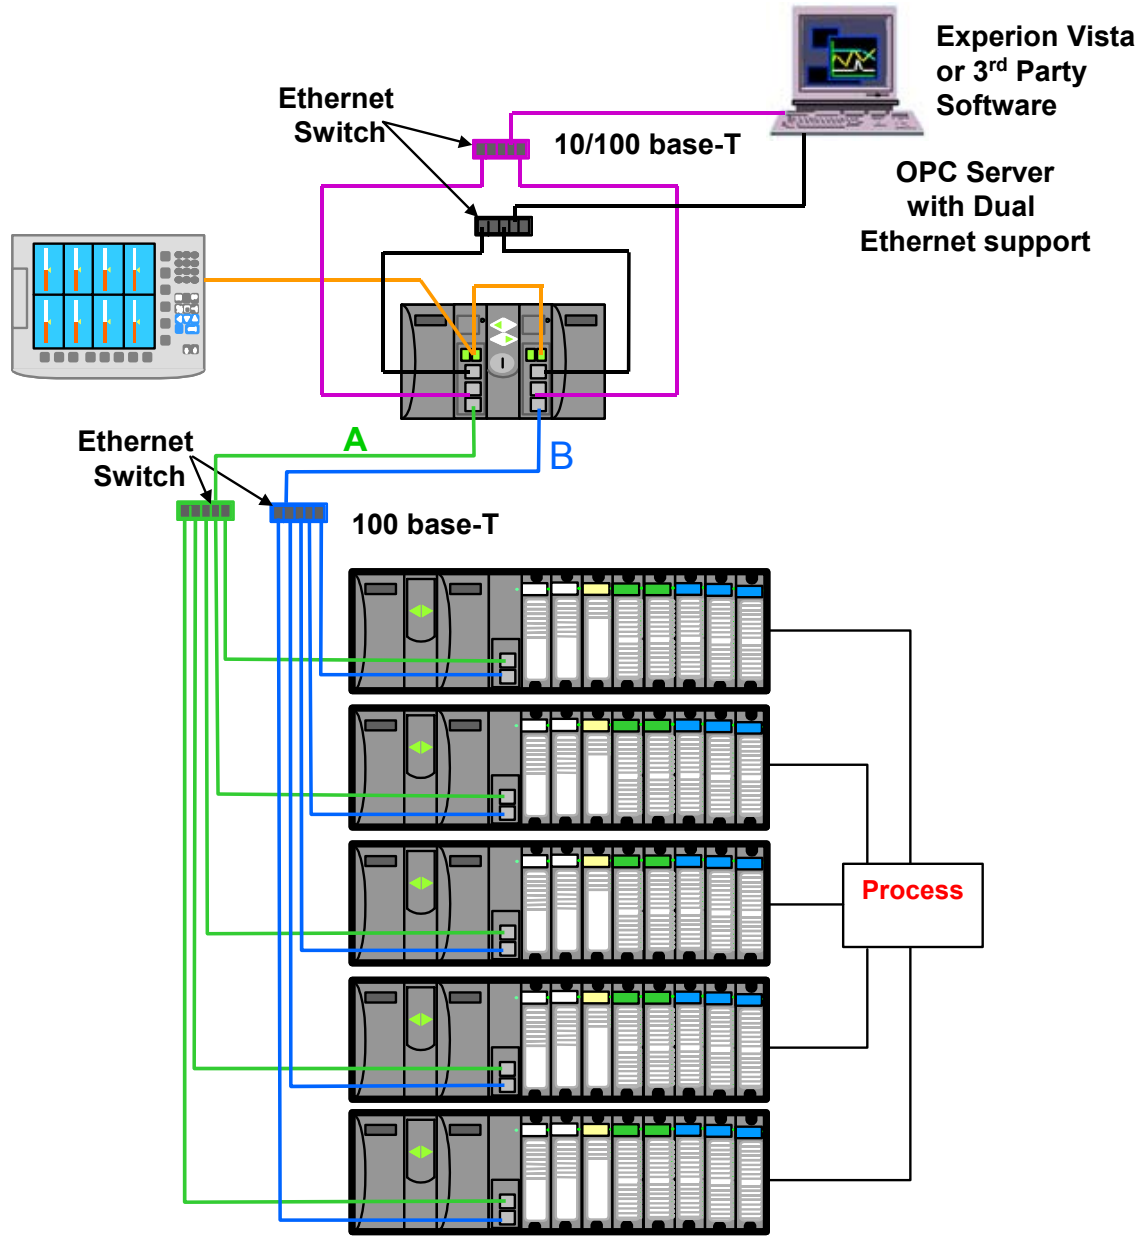 Experion Vista
or 3rd Party
Software
Ethernet
Switch
10/100 base-T
OPC Server
with Dual
Ethernet support
A
B
Ethernet
Switch
100 base-T
Process